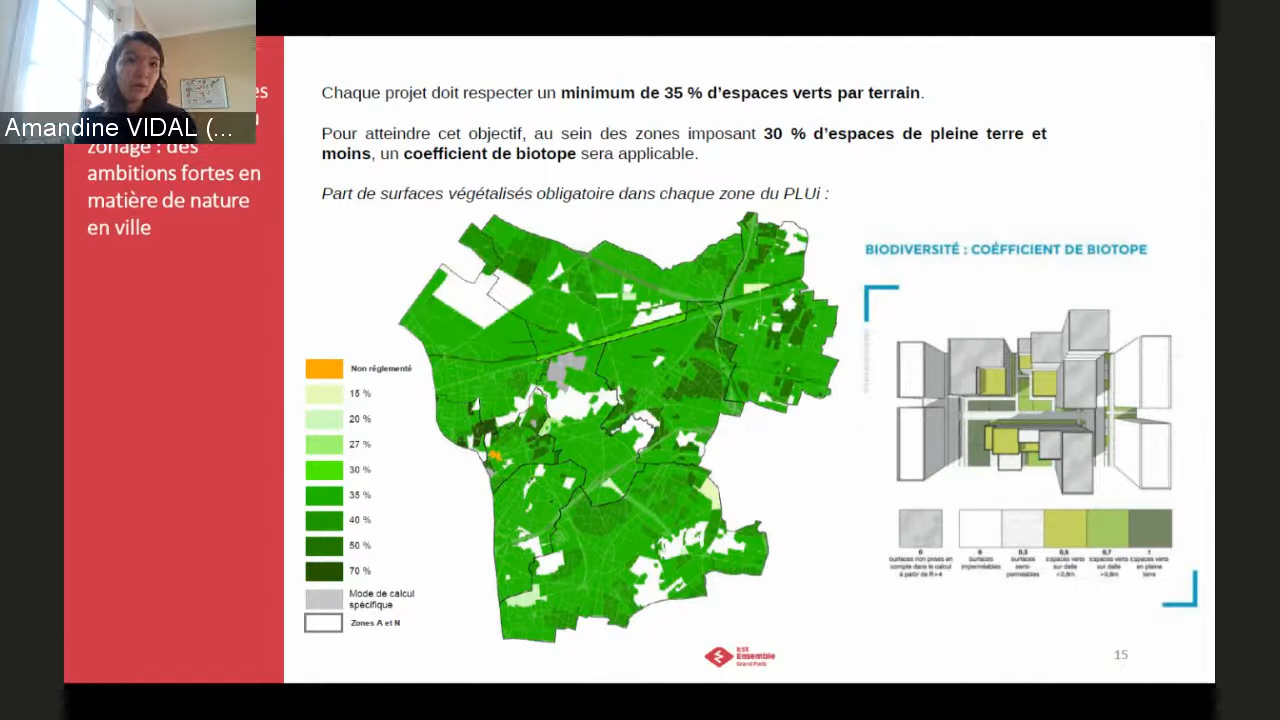 es
Amandine VIDAL (...
zonage : des
ambitions fortes en
matière de nature
en ville
Chaque projet doit respecter un minimum de 35 % d'espaces verts par terrain.
Pour atteindre cet objectif, au sein des zones imposant 30 % d'espaces de pleine terre et
moins, un coefficient de biotope sera applicable.
Part de surfaces végétalisés obligatoire dans chaque zone du PLUi :
Non réglementé
15 %
20 %
27 %
30 %
35 %
40 %
50 %
70 %
Mode de calcul
spécifique
Zones A et N
BIODIVERSITÉ : COÉFFICIENT DE BIOTOPE
0
Surfaces non prises en
compte dans le calcul
à partir de R+4
0
Surfaces
imperméables
0,3
Surfaces
semi-
perméables
0,5
Espaces verts
sur dalle
<0,8m
0,7
Espaces verts
sur dalle
>0,8m
1
Espaces verts
en pleine
terre
EST
Ensemble
Grand Paris
15